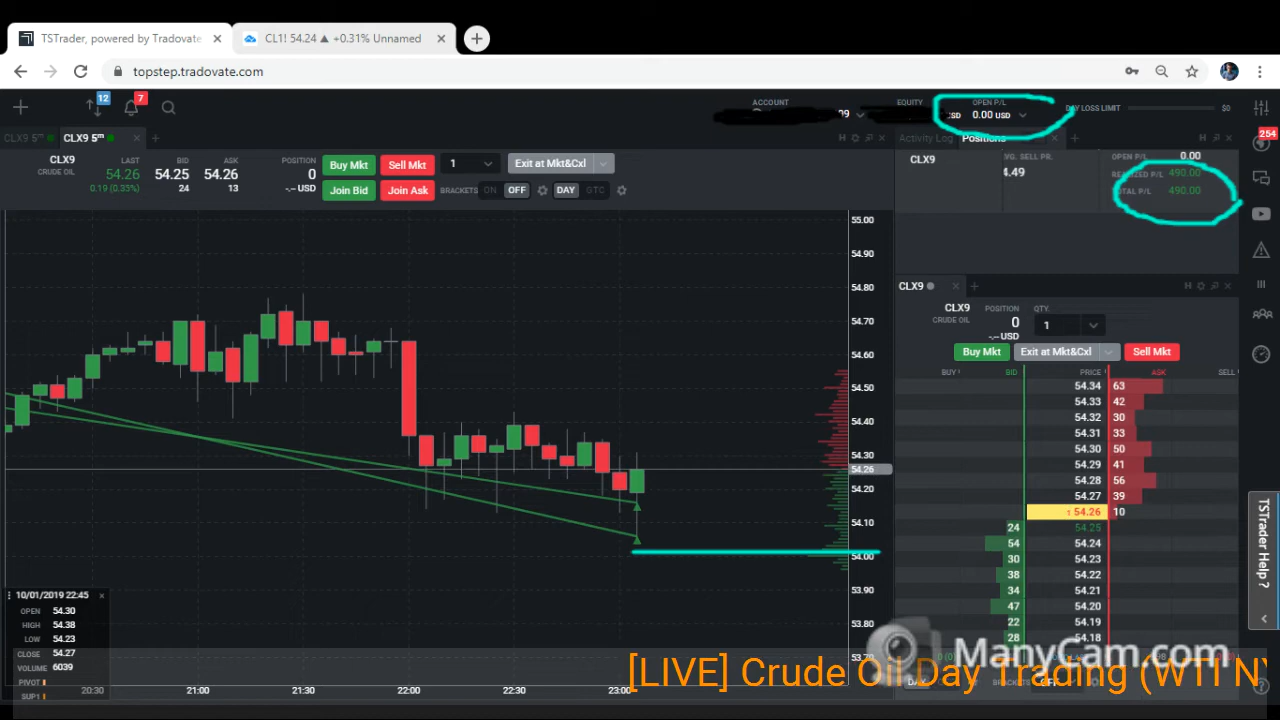 TSTrader, powered by Tradovate
CL1! 54.24 ▲ +0.31% Unnamed
topstep.tradovate.com
12
7
ACCOUNT
EQUITY
OPEN P/L
DAY LOSS LIMIT
$0
USD
0.00 USD
CLX9 5m
CLX9 5m
Activity Log
Positions
254
CLX9
CRUDE OIL
LAST
54.26
0.19 (0.35%)
BID
54.25
24
ASK
54.26
13
POSITION
0
-.-- USD
Buy Mkt
Sell Mkt
1
Exit at Mkt&Cxl
Join Bid
Join Ask
BRACKETS
ON
OFF
DAY
GTC
CLX9
VG. SELL PR.
4.49
OPEN P/L
0.00
REALIZED P/L
490.00
TOTAL P/L
490.00
55.00
54.90
54.80
54.70
54.60
54.50
54.40
54.30
54.26
54.20
54.10
54.00
53.90
53.80
CLX9
CLX9
CRUDE OIL
POSITION
0
-.-- USD
QTY.
1
Buy Mkt
Exit at Mkt&Cxl
Sell Mkt
BUY
BID
PRICE
ASK
SELL
54.34 63
54.33 42
54.32 30
54.31 33
54.30 50
54.29 41
54.28 56
54.27 39
1 54.26 10
24 54.25
54 54.24
30 54.23
38 54.22
34 54.21
47 54.20
22 54.19
28 54.18
TSTrader Help ?
10/01/2019 22:45
OPEN 54.30
HIGH 54.38
LOW 54.23
CLOSE 54.27
VOLUME 6039
PIVOT
SUP1
20:30
21:00
21:30
22:00
22:30
23:00
ManyCam.com
[LIVE] Crude Oil Day Trading (WTI NY
DAY
BRACKETS
OFF